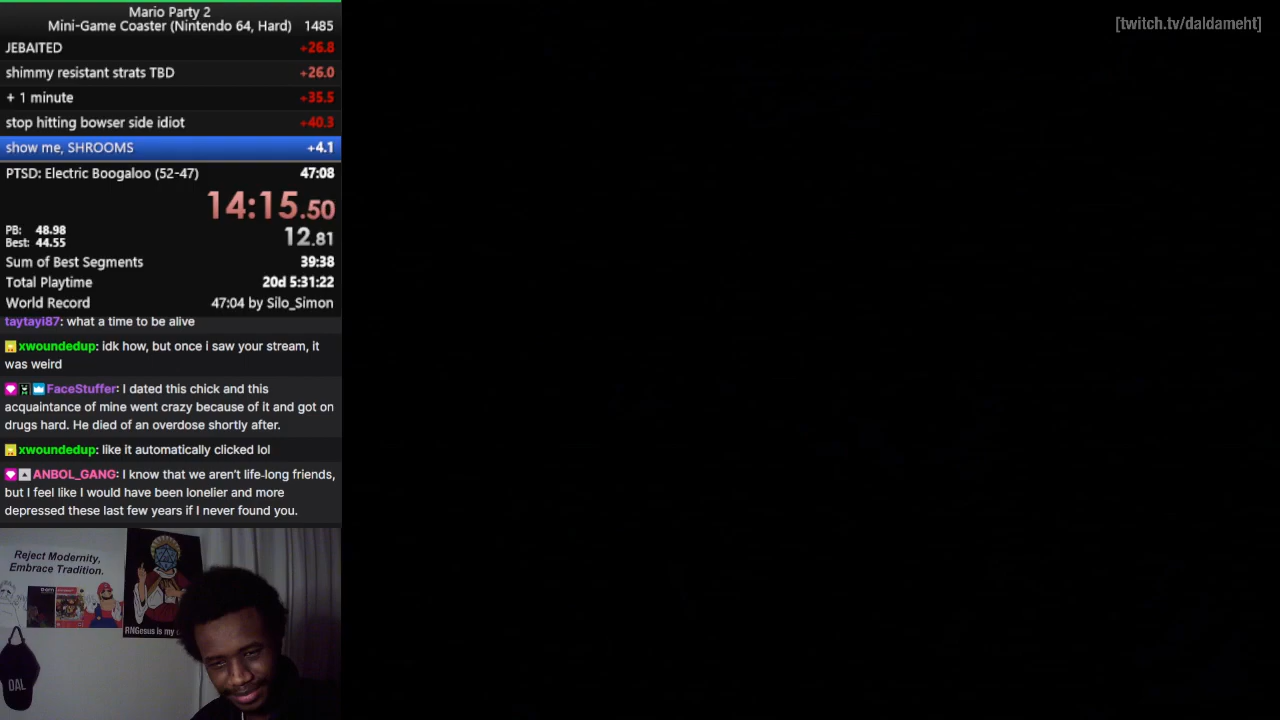 Mario Party 2
Mini-Game Coaster (Nintendo 64, Hard) 1485
JEBAITED +26.8
shimmy resistant strats TBD +26.0
+ 1 minute +35.5
stop hitting bowser side idiot +40.3
show me, SHROOMS +4.1
PTSD: Electric Boogaloo (52-47) 47:08
14:15.50
PB: 48.98
Best: 44.55
12.81
Sum of Best Segments 39:38
Total Playtime 20d 5:31:22
World Record 47:04 by Silo_Simon
taytayi87: what a time to be alive
xwoundedup: idk how, but once i saw your stream, it
was weird
FaceStuffer: I dated this chick and this
acquaintance of mine went crazy because of it and got on
drugs hard. He died of an overdose shortly after.
xwoundedup: like it automatically clicked lol
ANBOL_GANG: I know that we aren't life-long friends,
but I feel like I would have been lonelier and more
depressed these last few years if I never found you.
Reject Modernity,
Embrace Tradition.
RNGesus is my
DAL
[twitch.tv/daldameht]